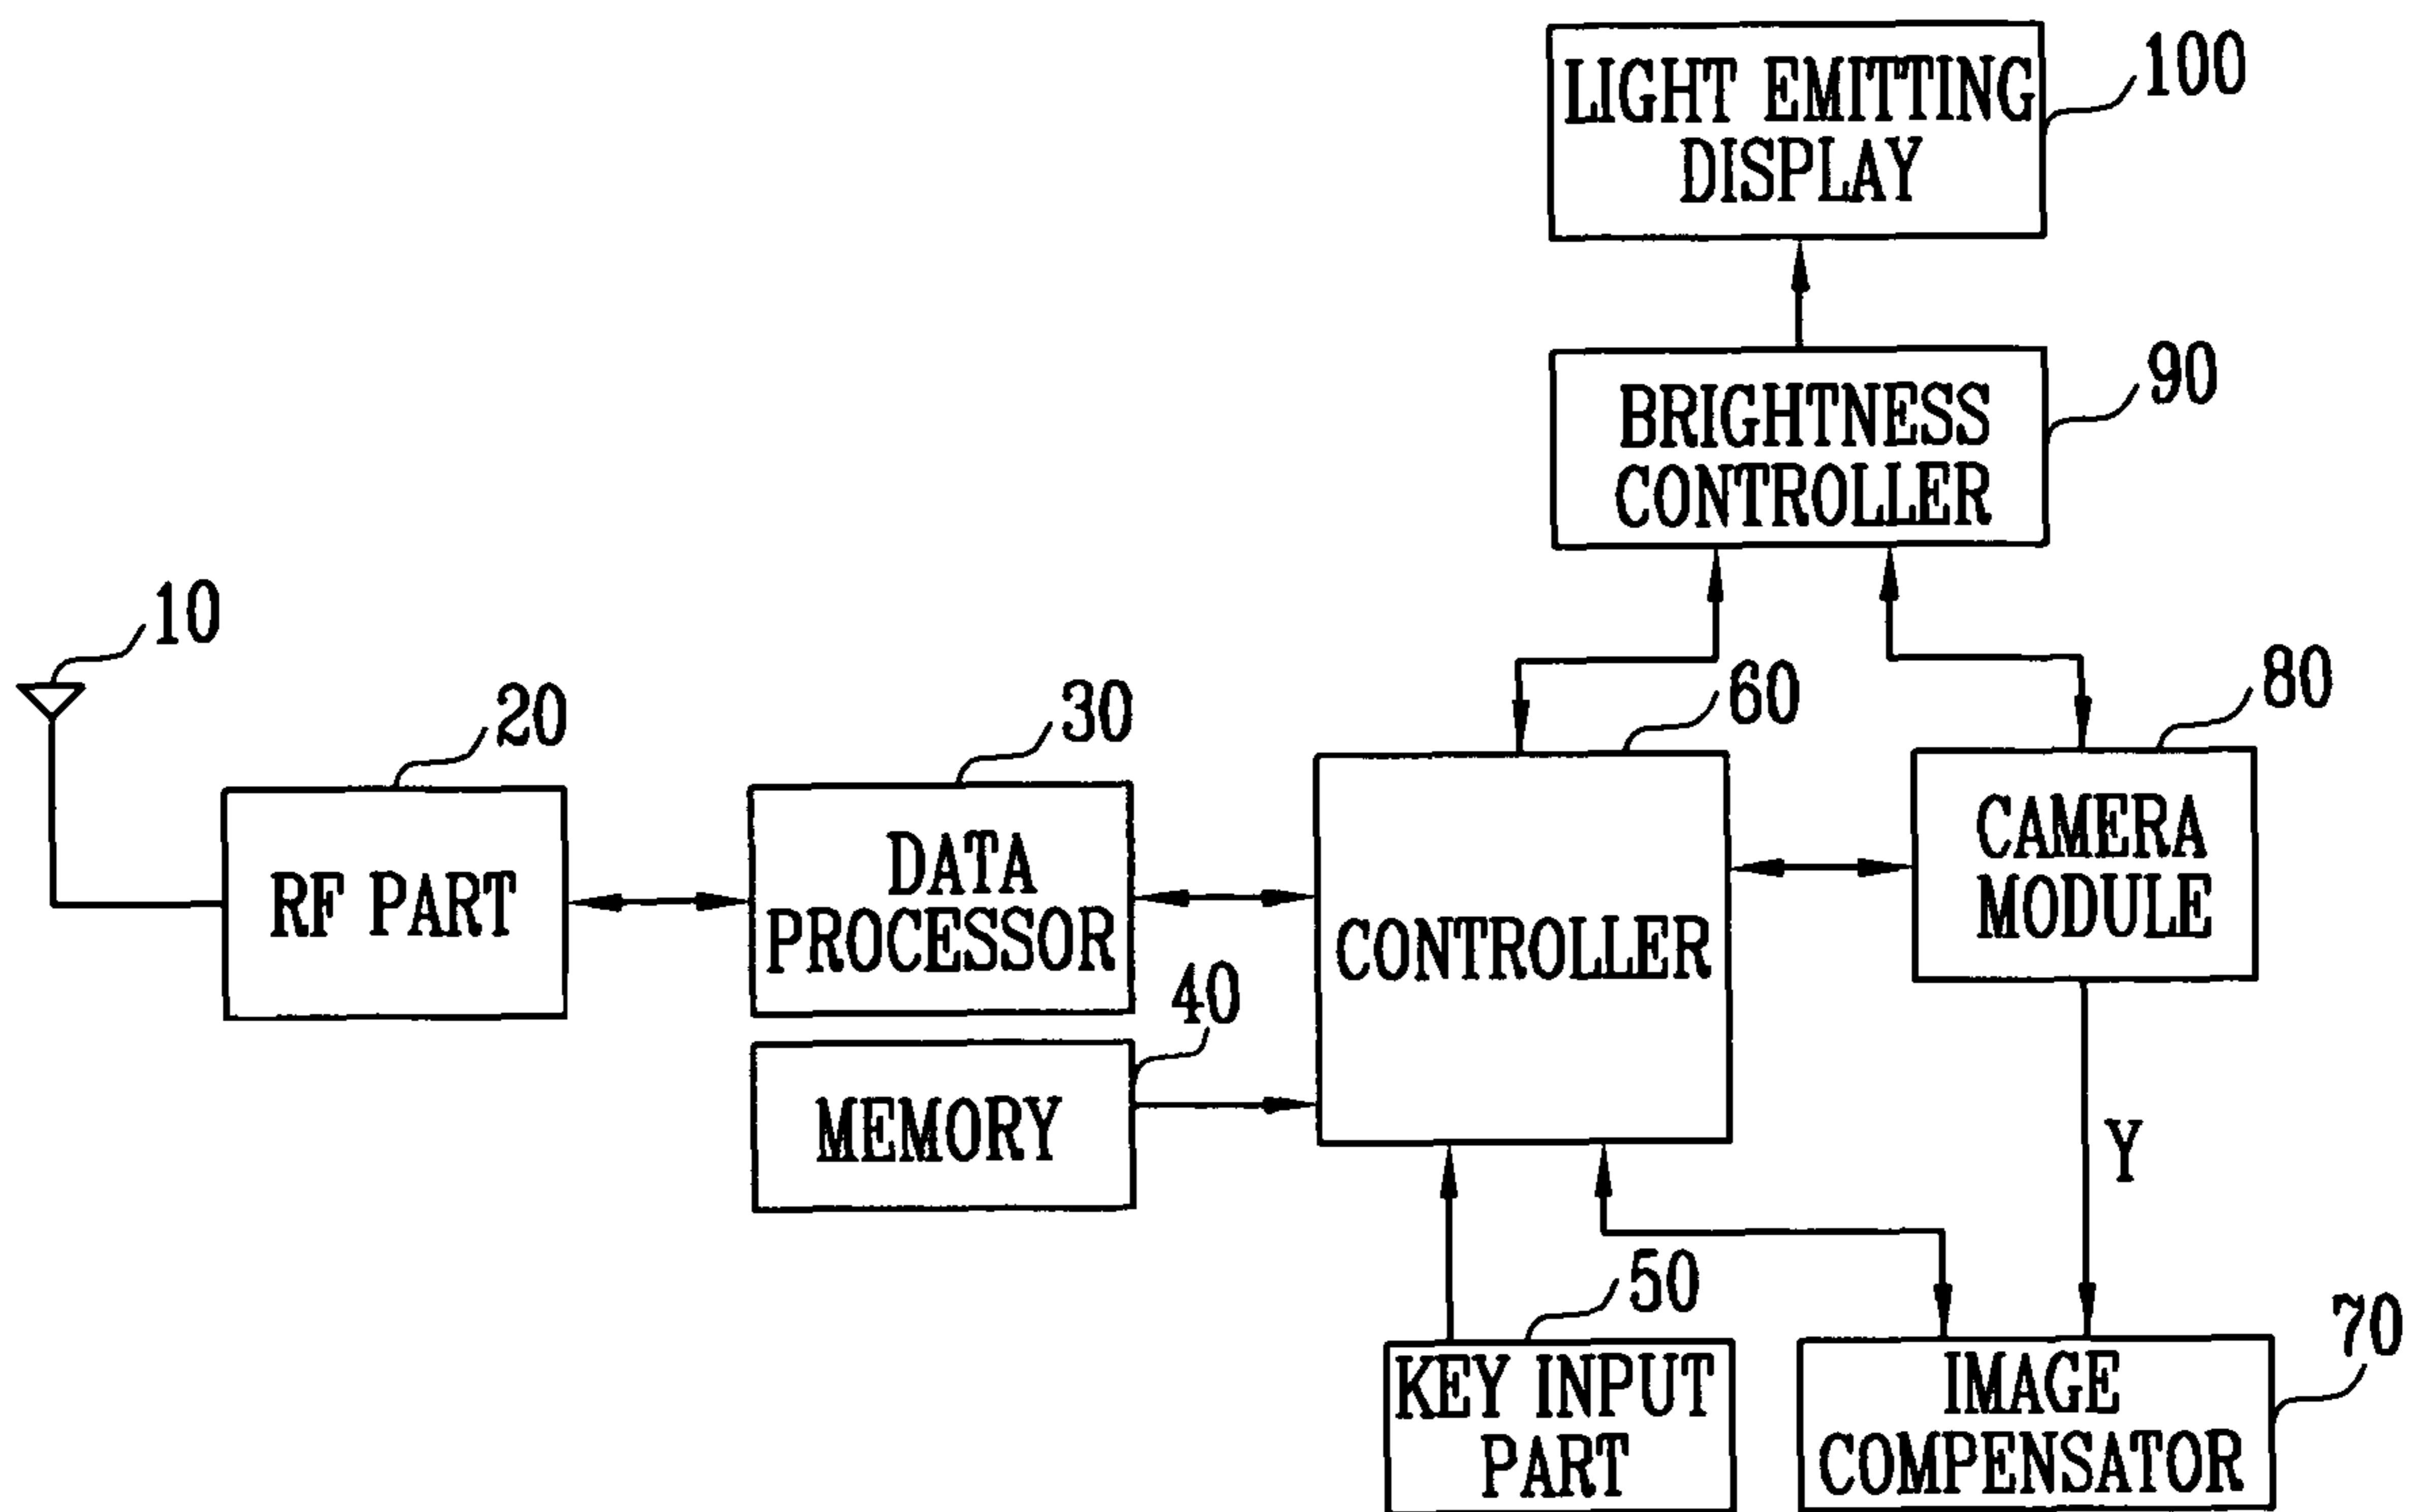 LIGHT EMITTING
DISPLAY
100
BRIGHTNESS
CONTROLLER
90
10
20
RF PART
30
DATA
PROCESSOR
40
MEMORY
60
CONTROLLER
80
CAMERA
MODULE
Y
50
KEY INPUT
PART
70
IMAGE
COMPENSATOR